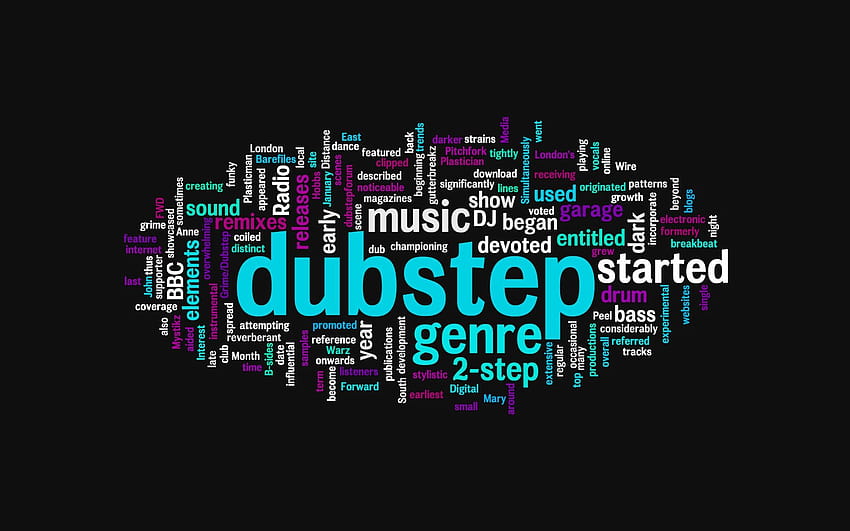 went
Media
trends
East
dance
Distance
back
darker
strains
London's
playing
vocals
online
London
Barefiles
site
local
featured
clipped
Pitchfork
Plastician
tightly
Simultaneously
Wire
funky
Plasticman
appeared
Radio
Hobbs
January
scenes
described
noticeable
magazines
beginning
gutterbreakz
download
receiving
significantly
lines
originated
patterns
growth
beyond
blogs
creating
sometimes
sound
remixes
releases
early
dubstepforum
scene
music
DJ
show
used
voted
began
garage
dark
incorporate
electronic
formerly
night
breakbeat
FWD
showcased
grime
Anne
feature
internet
overwhelming
coiled
distinct
dub
championing
devoted
entitled
grew
last
John
thus
supporter
BBC
elements
Grime/Dubstep
dubstep
started
coverage
instrumental
drum
experimental
websites
single
also
Mystikz
aided
Interest
late
spread
attempting
reverberant
promoted
reference
year
genre
Peel
bass
considerably
club
Month
time
B-sides
date
influential
samples
Warz
onwards
listeners
development
publications
2-step
extensive
regular
occasional
many
top
productions
overall
referred
tracks
term
become
Forward
South
stylistic
earliest
Digital
Mary
small
around